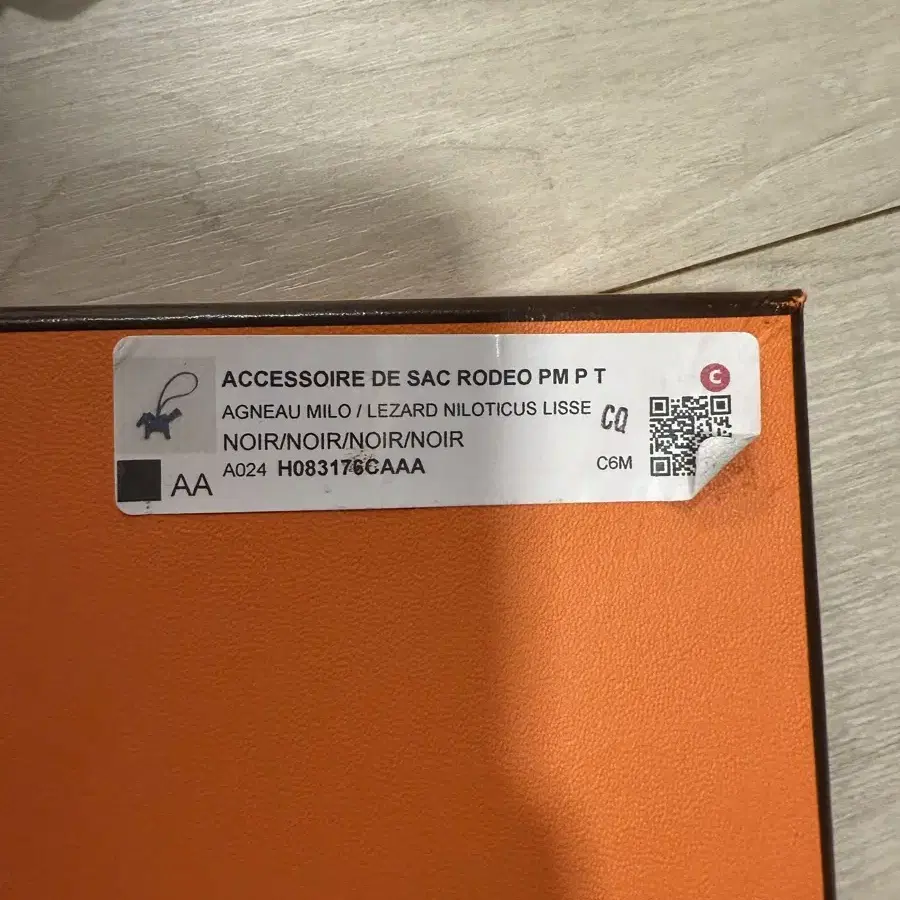 ACCESSOIRE DE SAC RODEO PM P T
C
AGNEAU MILO / LEZARD NILOTICUS LISSE
CQ
NOIR/NOIR/NOIR/NOIR
AA A024 H083176CAAA C6M